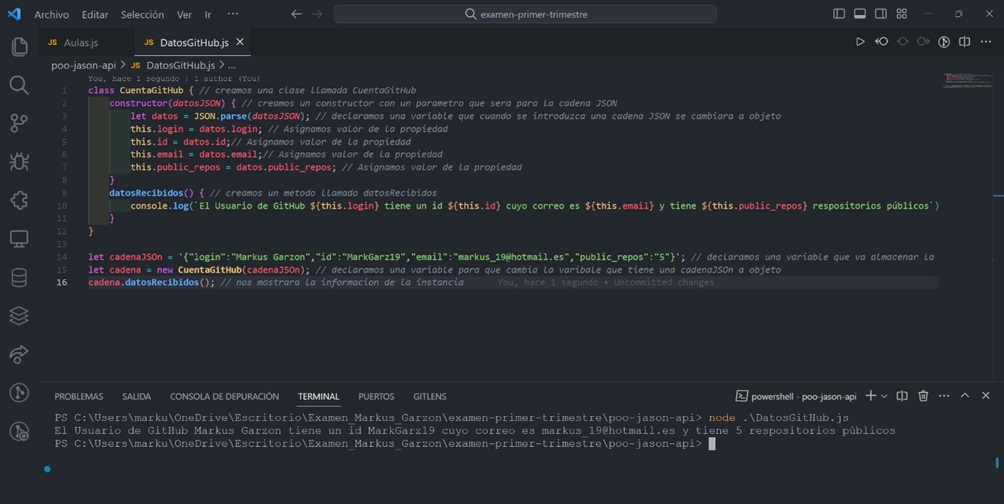 Archivo Editar Selección Ver Ir ··· examen-primer-trimestre
JS Aulas.js JS DatosGitHub.js
poo-jason-api > JS DatosGitHub.js > ...
You, hace 1 segundo | 1 author (You)
1 class CuentaGitHub { // creamos una clase llamada CuentaGitHub
2 constructor(datosJSON) { // creamos un constructor con un parametro que sera para la cadena JSON
3 let datos = JSON.parse(datosJSON); // declaramos una variable que cuando se introduzca una cadena JSON se cambiara a objeto
4 this.login = datos.login; // Asignamos valor de la propiedad
5 this.id = datos.id;// Asignamos valor de la propiedad
6 this.email = datos.email;// Asignamos valor de la propiedad
7 this.public_repos = datos.public_repos; // Asignamos valor de la propiedad
8 }
9 datosRecibidos() { // creamos un metodo llamado datosRecibidos
10 console.log(`El Usuario de GitHub ${this.login} tiene un id ${this.id} cuyo correo es ${this.email} y tiene ${this.public_repos} respositorios públicos`)
11 }
12 }
13
14 let cadenaJSOn = '{"login":"Markus Garzon","id":"MarkGarz19","email":"markus_19@hotmail.es","public_repos":"5"}'; // declaramos una variable que va almacenar la
15 let cadena = new CuentaGitHub(cadenaJSOn); // declaramos una variable para que cambia la varibale que tiene una cadenaJSOn a objeto
16 cadena.datosRecibidos(); // nos mostrara la informacion de la instancia You, hace 1 segundo • Uncommitted changes
PROBLEMAS SALIDA CONSOLA DE DEPURACIÓN TERMINAL PUERTOS GITLENS powershell - poo-jason-api
PS C:\Users\marku\OneDrive\Escritorio\Examen_Markus_Garzon\examen-primer-trimestre\poo-jason-api> node .\DatosGitHub.js
El Usuario de GitHub Markus Garzon tiene un id MarkGarz19 cuyo correo es markus_19@hotmail.es y tiene 5 respositorios públicos
PS C:\Users\marku\OneDrive\Escritorio\Examen_Markus_Garzon\examen-primer-trimestre\poo-jason-api>